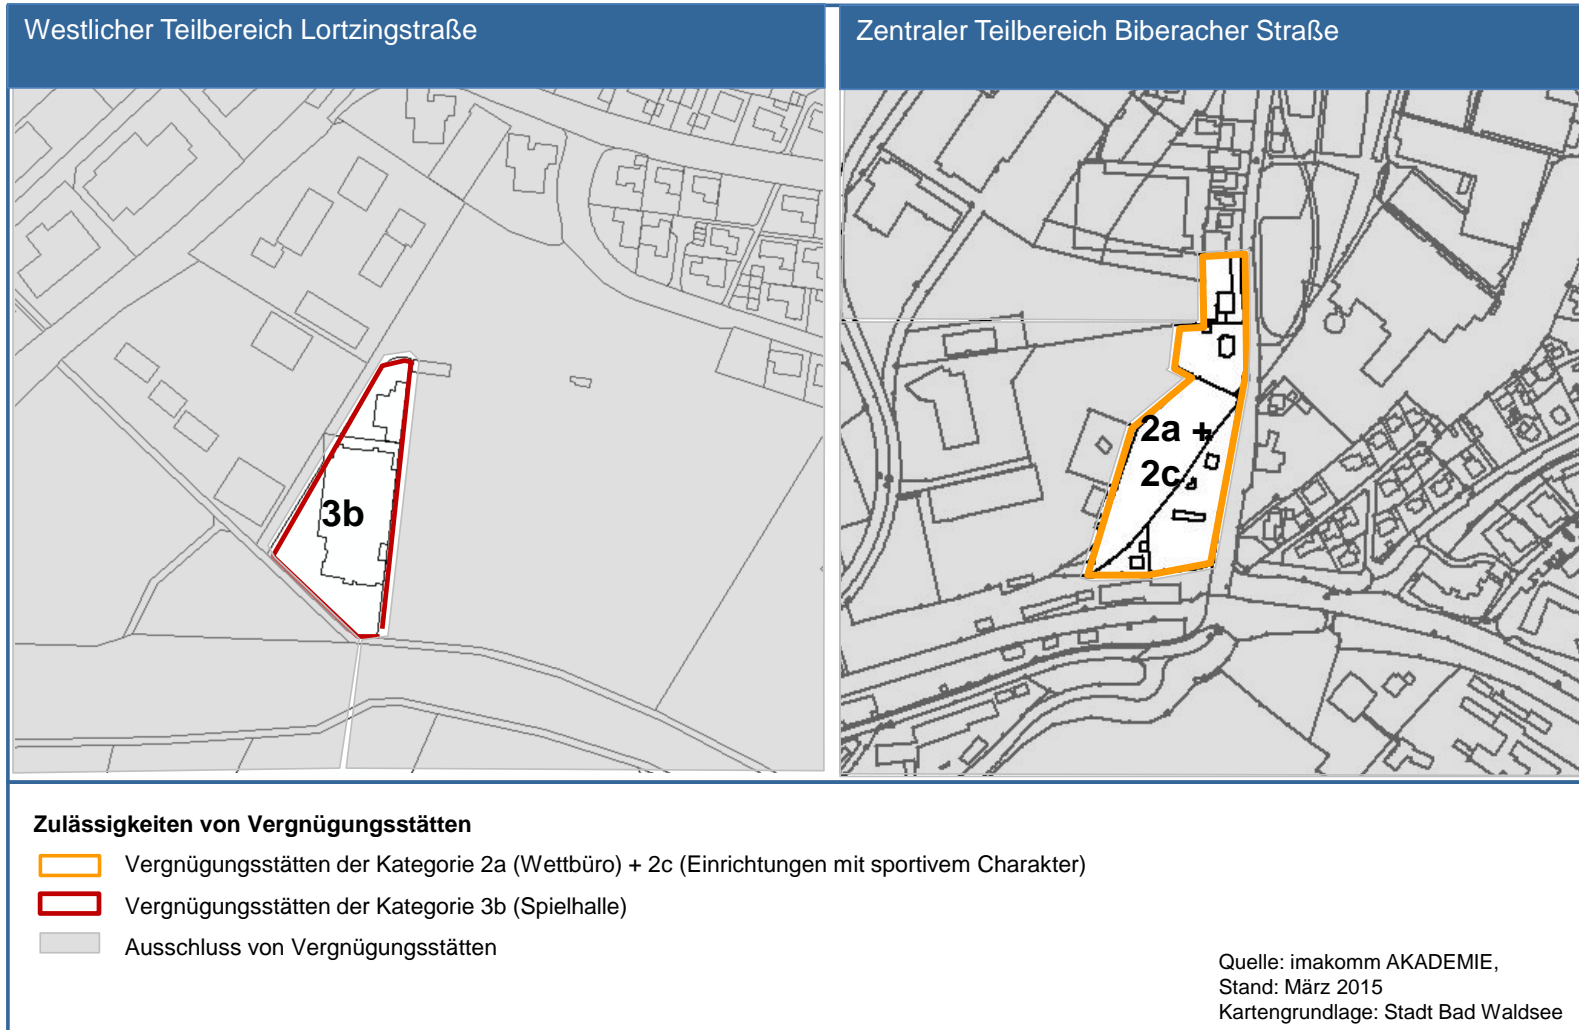 Westlicher Teilbereich Lortzingstraße
Zentraler Teilbereich Biberacher Straße
3b
2a +
2c
Zulässigkeiten von Vergnügungsstätten
Vergnügungsstätten der Kategorie 2a (Wettbüro) + 2c (Einrichtungen mit sportivem Charakter)
Vergnügungsstätten der Kategorie 3b (Spielhalle)
Ausschluss von Vergnügungsstätten
Quelle: imakomm AKADEMIE,
Stand: März 2015
Kartengrundlage: Stadt Bad Waldsee